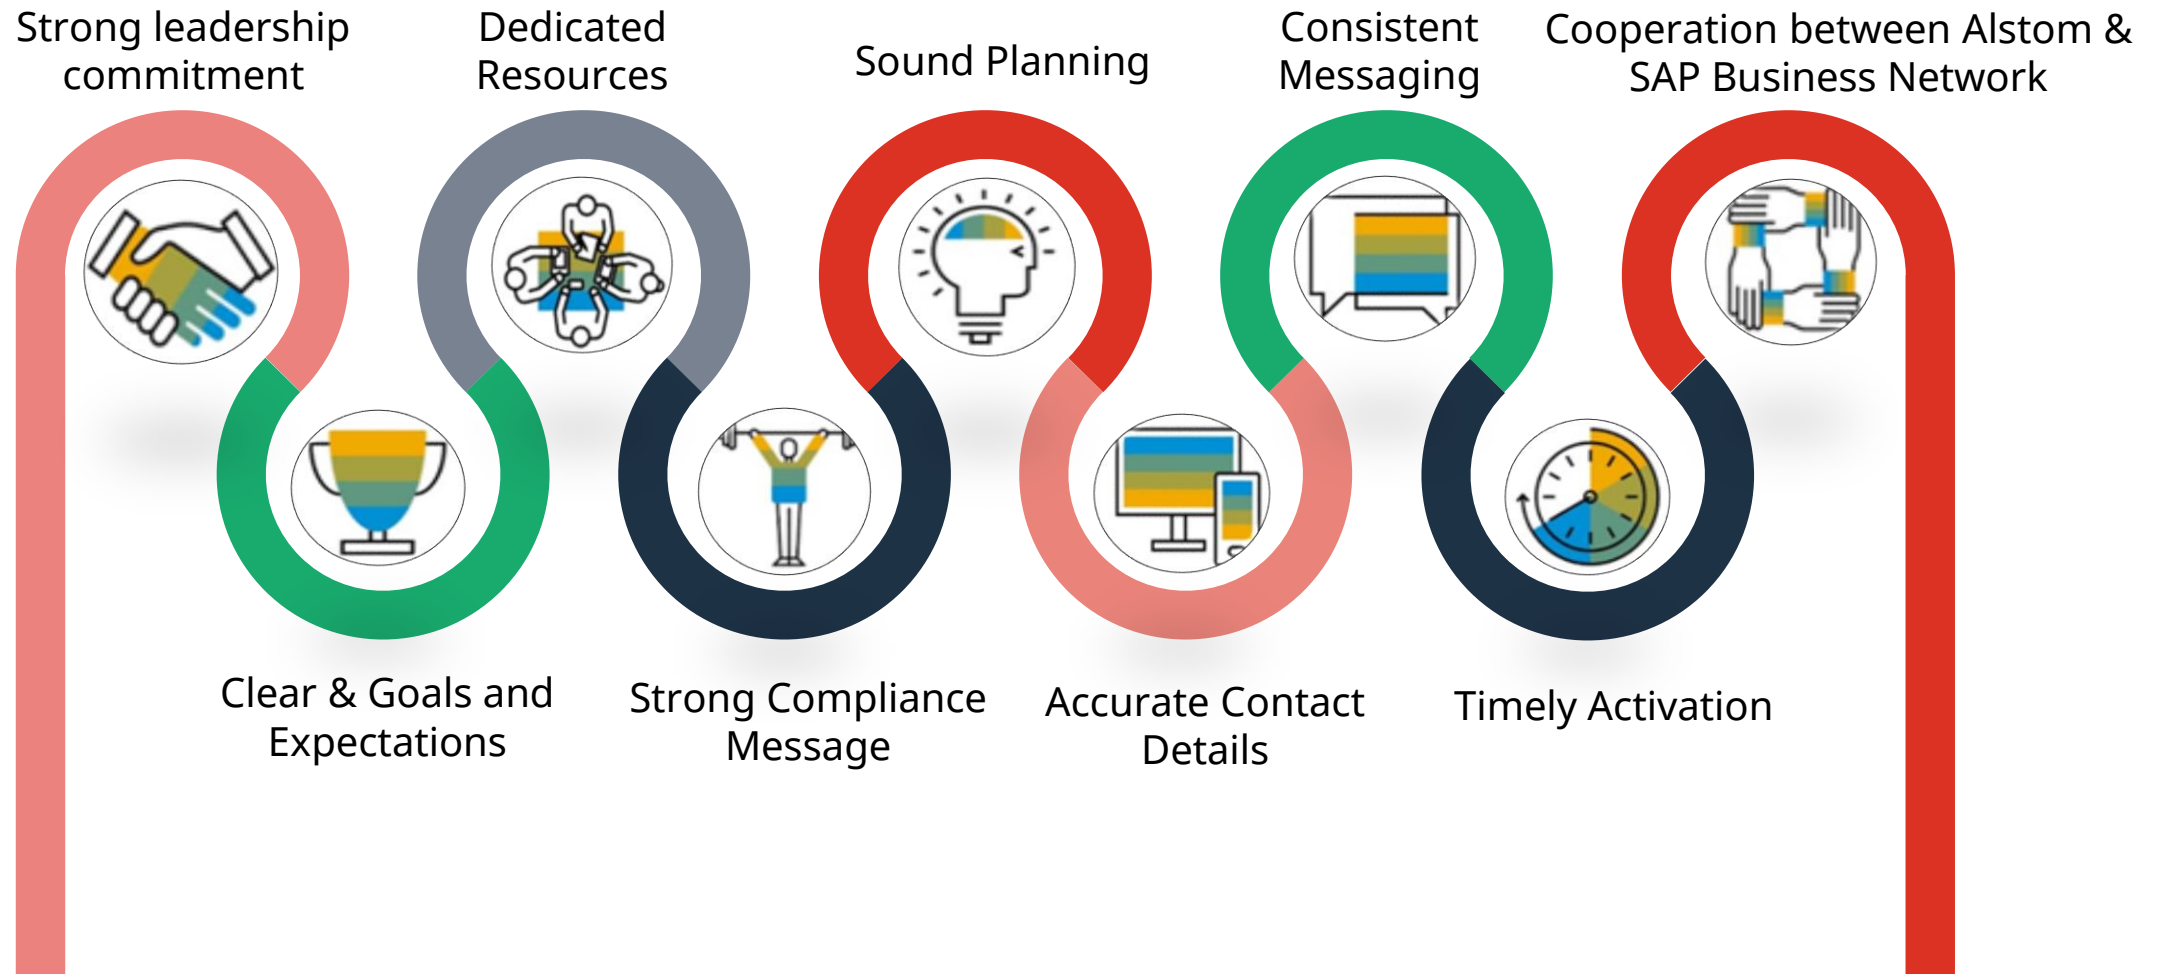 Strong leadership
commitment
Dedicated
Resources
Sound Planning
Consistent
Messaging
Cooperation between Alstom &
SAP Business Network
Clear & Goals and
Expectations
Strong Compliance
Message
Accurate Contact
Details
Timely Activation